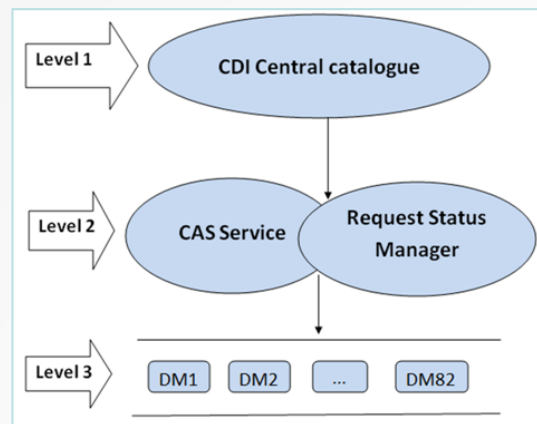 Level 1
CDI Central catalogue
Level 2
CAS Service
Request Status
Manager
Level 3
DM1
DM2
...
DM82